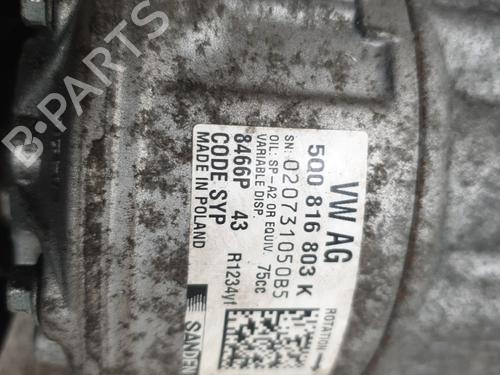 VW AG
5Q0 816 803 K
SN: 020731050B5
OIL: SP-A2 OR EQUIV. 75cc
VARIABLE DISP.
8466P 43 R1234yf
CODE SYP
MADE IN POLAND
ROTATION
SANDEN
B-PARTS